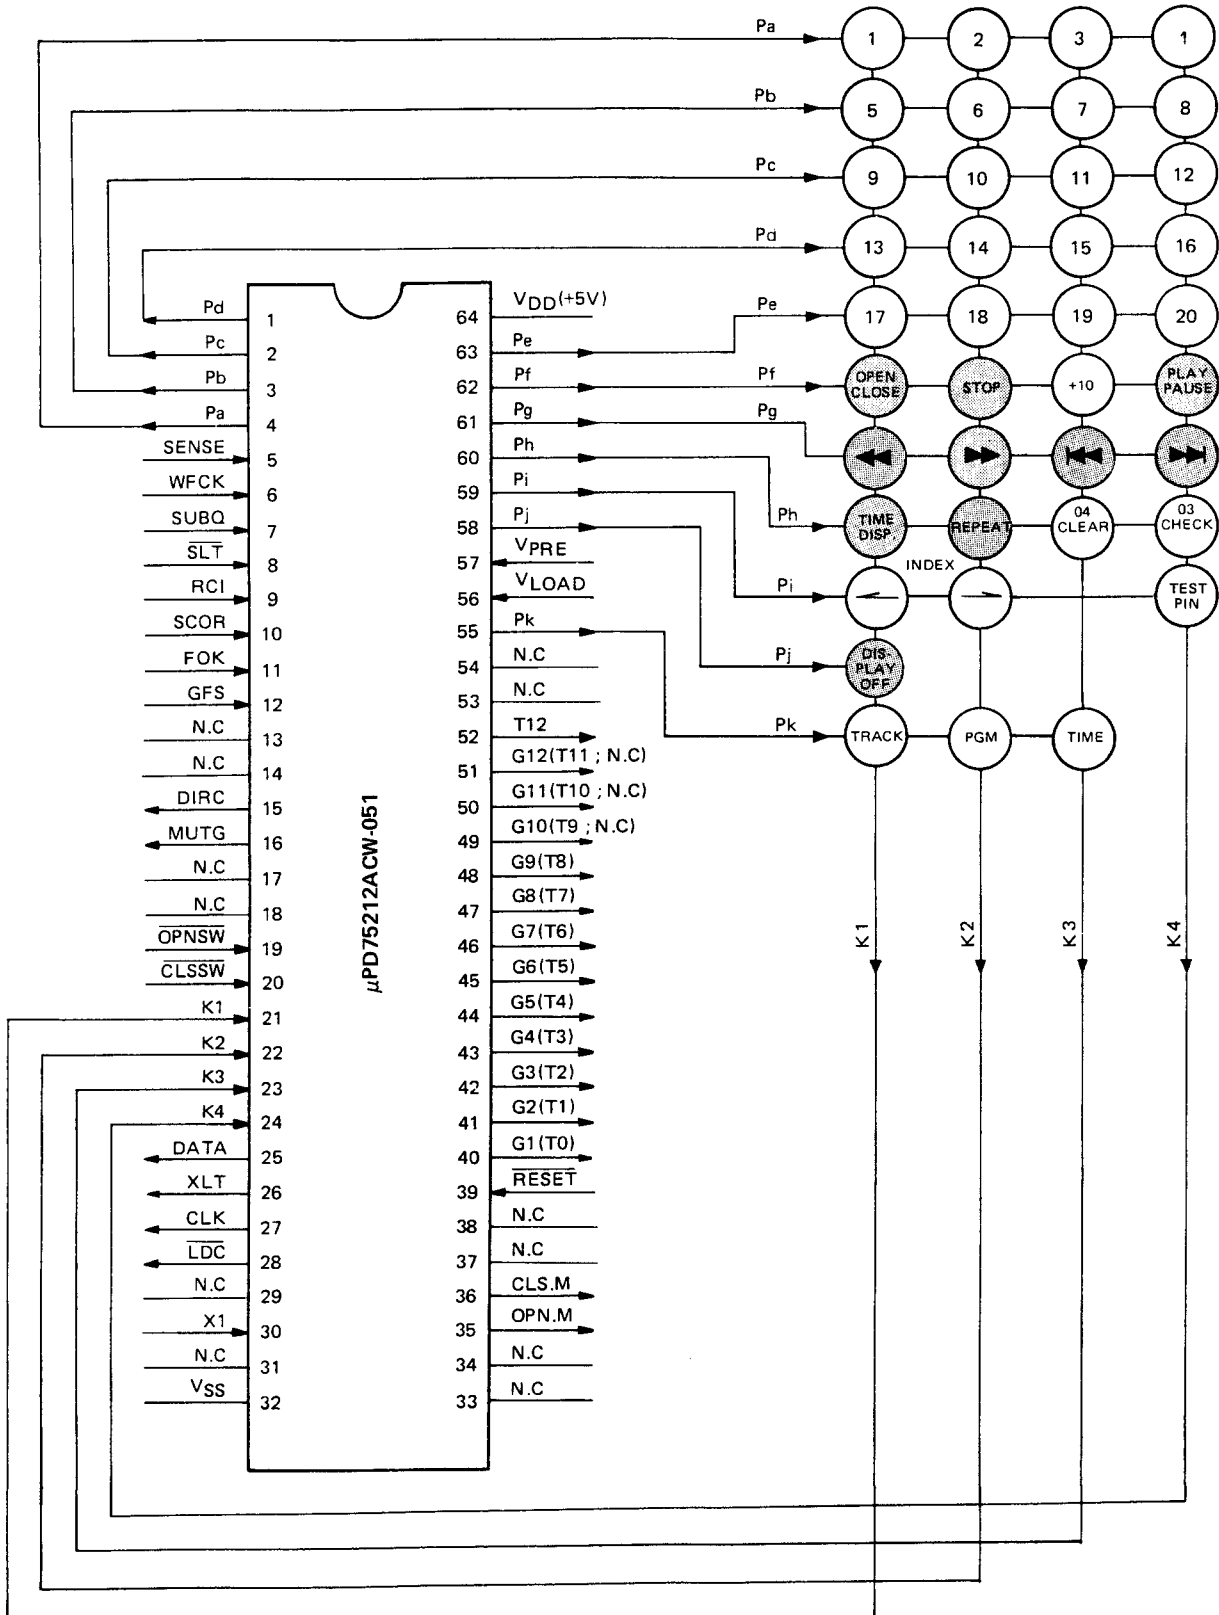 Pa
1
2
3
1
Pb
5
6
7
8
Pc
9
10
11
12
Pd
13
14
15
16
Pe
17
18
19
20
Pf
OPEN
CLOSE
STOP
+10
PLAY
PAUSE
Pg
Ph
TIME
DISP
REPEAT
04
CLEAR
03
CHECK
INDEX
Pi
TEST
PIN
Pj
DIS
PLAY
OFF
Pk
TRACK
PGM
TIME
K1
K2
K3
K4
μPD75212ACW-051
Pd 1
Pc 2
Pb 3
Pa 4
SENSE 5
WFCK 6
SUBQ 7
S̅L̅T̅ 8
RCI 9
SCOR 10
FOK 11
GFS 12
N.C 13
N.C 14
DIRC 15
MUTG 16
N.C 17
N.C 18
O̅P̅N̅S̅W̅ 19
C̅L̅S̅S̅W̅ 20
K1 21
K2 22
K3 23
K4 24
DATA 25
XLT 26
CLK 27
L̅D̅C̅ 28
N.C 29
X1 30
N.C 31
VSS 32
64 VDD(+5V)
63 Pe
62 Pf
61 Pg
60 Ph
59 Pi
58 Pj
57 VPRE
56 VLOAD
55 Pk
54 N.C
53 N.C
52 T12
51 G12(T11 ; N.C)
50 G11(T10 ; N.C)
49 G10(T9 ; N.C)
48 G9(T8)
47 G8(T7)
46 G7(T6)
45 G6(T5)
44 G5(T4)
43 G4(T3)
42 G3(T2)
41 G2(T1)
40 G1(T0)
39 R̅E̅S̅E̅T̅
38 N.C
37 N.C
36 CLS.M
35 OPN.M
34 N.C
33 N.C